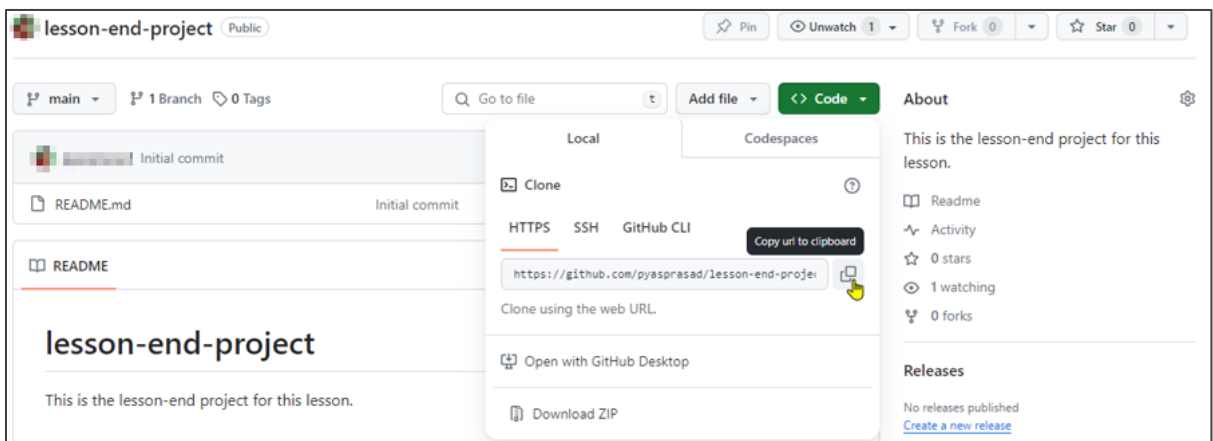 lesson-end-project Public
Pin Unwatch 1 Fork 0 Star 0
main 1 Branch 0 Tags Go to file t Add file <> Code
Initial commit
README.md Initial commit
README
lesson-end-project
This is the lesson-end project for this lesson.
Local Codespaces
Clone
HTTPS SSH GitHub CLI
Copy url to clipboard
https://github.com/pyasprasad/lesson-end-proje
Clone using the web URL.
Open with GitHub Desktop
Download ZIP
About
This is the lesson-end project for this
lesson.
Readme
Activity
0 stars
1 watching
0 forks
Releases
No releases published
Create a new release